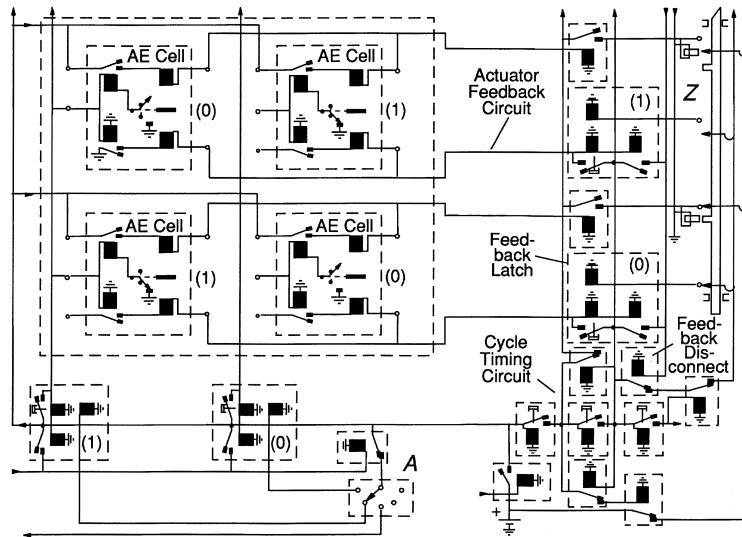 AE Cell
AE Cell
(0)
(1)
Actuator
Feedback
Circuit
(1)
Z
AE Cell
AE Cell
(1)
(0)
Feed-
back
Latch
(0)
Cycle
Timing
Circuit
Feed-
back
Dis-
connect
(1)
(0)
A
+